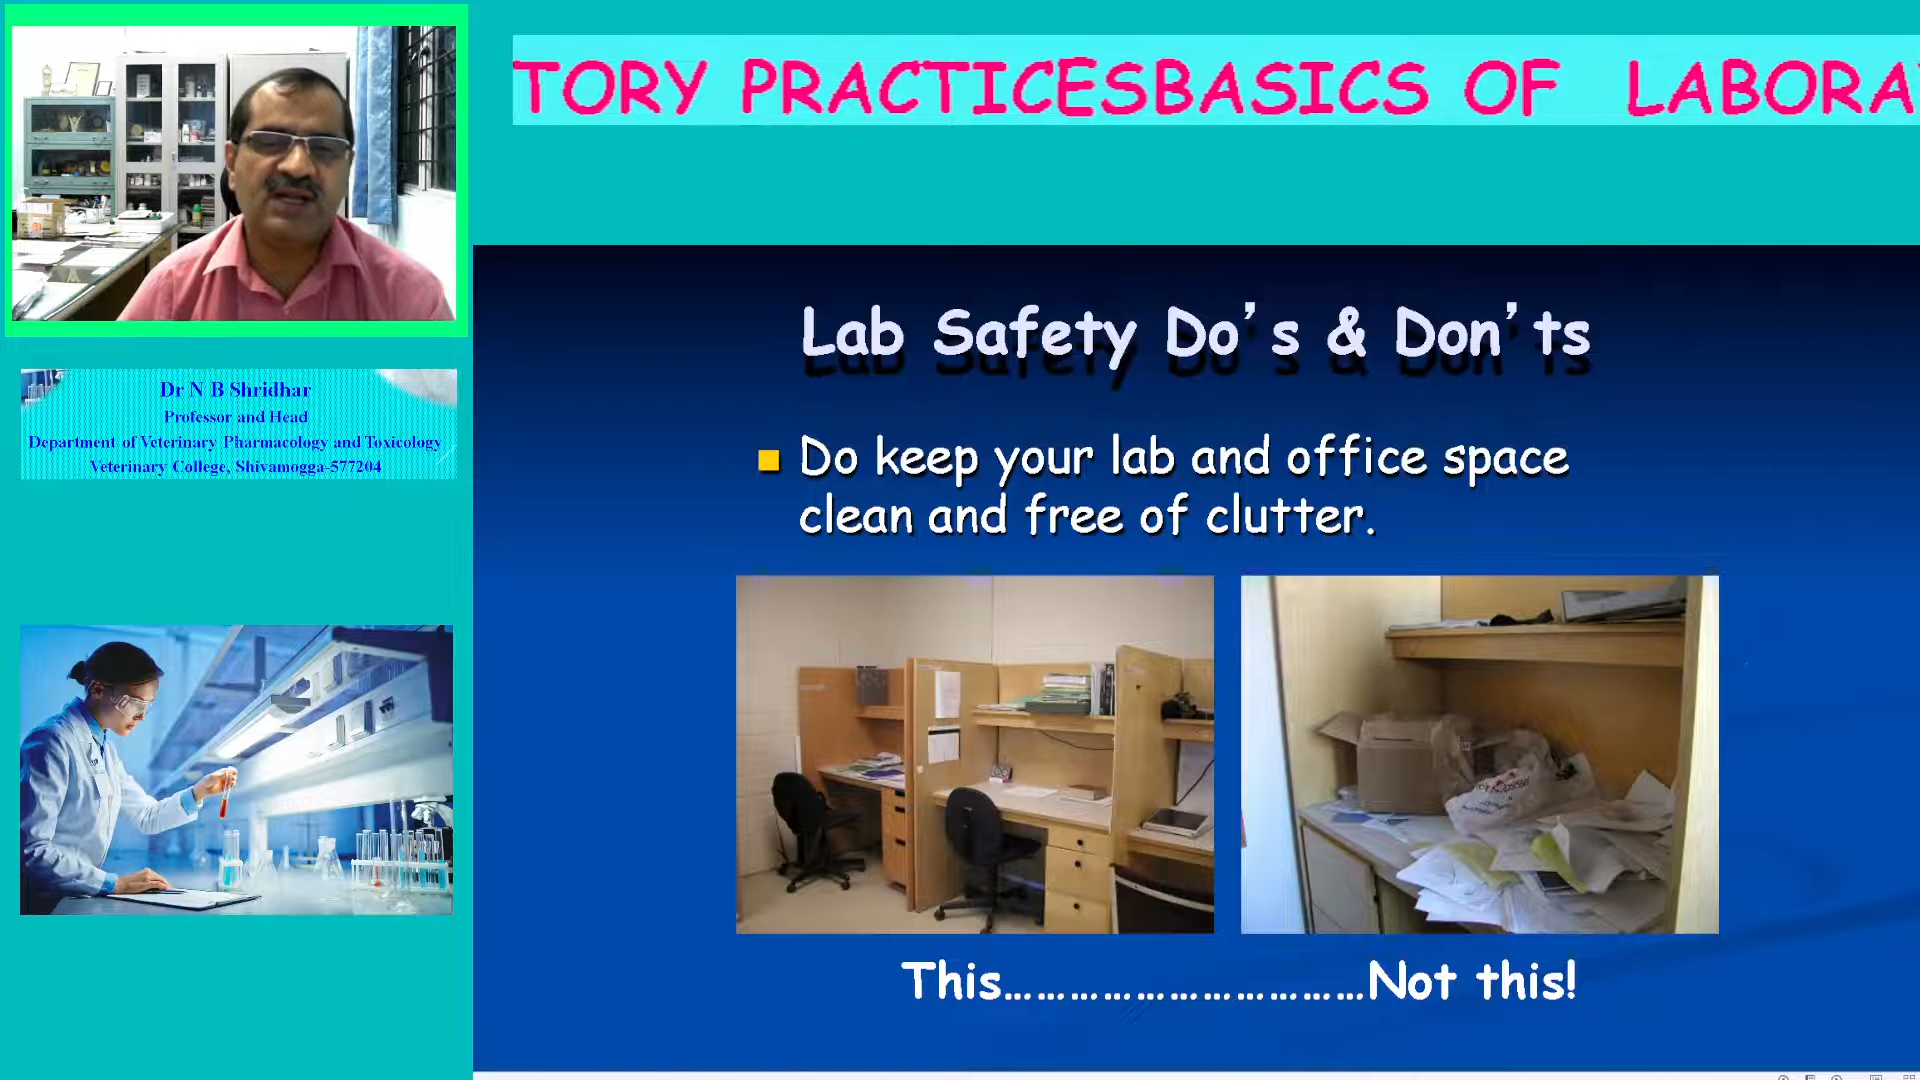 TORY PRACTICESBASICS OF LABORA
Dr N B Shridhar
Professor and Head
Department of Veterinary Pharmacology and Toxicology
Veterinary College, Shivamogga-577204
Lab Safety Do’s & Don’ts
Do keep your lab and office space
clean and free of clutter.
This.................................Not this!